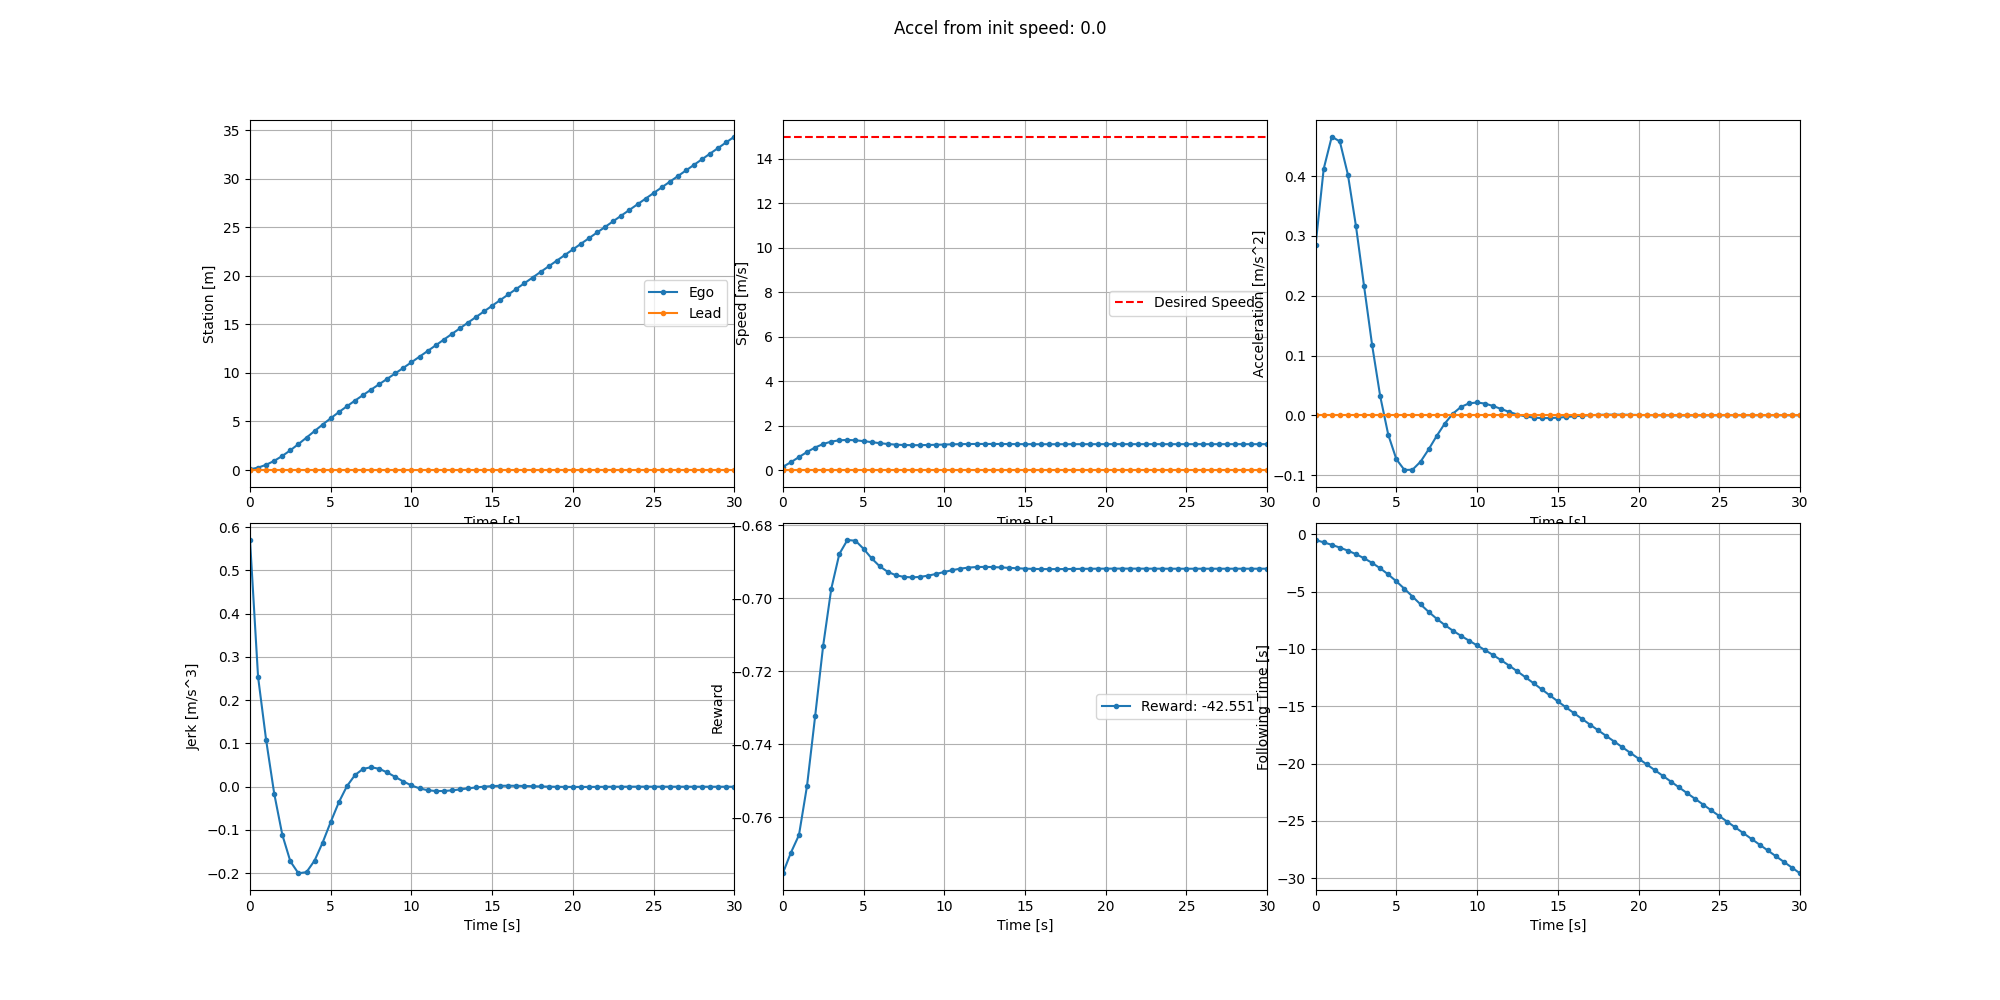 Accel from init speed: 0.0
35
30
25
20
15
10
5
0
Station [m]
Ego
Lead
0 5 10 15 20 25 30
Time [s]
14
12
10
8
6
4
2
0
Speed [m/s]
Desired Speed
0 5 10 15 20 25 30
Time [s]
0.4
0.3
0.2
0.1
0.0
−0.1
Acceleration [m/s^2]
0 5 10 15 20 25 30
Time [s]
0.6
0.5
0.4
0.3
0.2
0.1
0.0
−0.1
−0.2
Jerk [m/s^3]
0 5 10 15 20 25 30
Time [s]
−0.68
−0.70
−0.72
−0.74
−0.76
Reward
Reward: -42.551
0 5 10 15 20 25 30
Time [s]
0
−5
−10
−15
−20
−25
−30
Following Time [s]
0 5 10 15 20 25 30
Time [s]